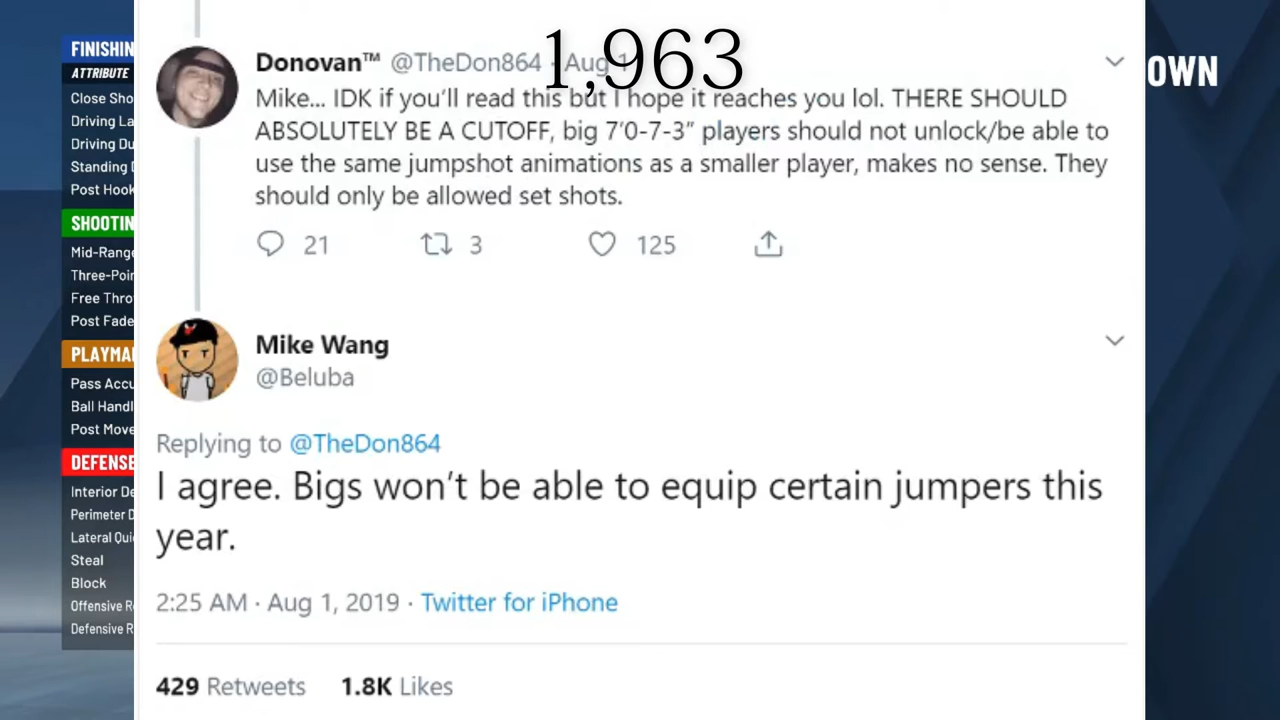 1,963
OWN
FINISHIN
ATTRIBUTE
Close Sho
Driving La
Driving Du
Standing
Post Hook
SHOOTIN
Mid-Range
Three-Poin
Free Thro
Post Fade
PLAYMA
Pass Accu
Ball Handl
Post Move
DEFENSE
Interior De
Perimeter D
Lateral Qui
Steal
Block
Offensive R
Defensive R
Donovan™ @TheDon864 · Aug 1
Mike... IDK if you'll read this but I hope it reaches you lol. THERE SHOULD
ABSOLUTELY BE A CUTOFF, big 7'0-7-3” players should not unlock/be able to
use the same jumpshot animations as a smaller player, makes no sense. They
should only be allowed set shots.
21 3 125
Mike Wang
@Beluba
Replying to @TheDon864
I agree. Bigs won't be able to equip certain jumpers this
year.
2:25 AM · Aug 1, 2019 · Twitter for iPhone
429 Retweets 1.8K Likes